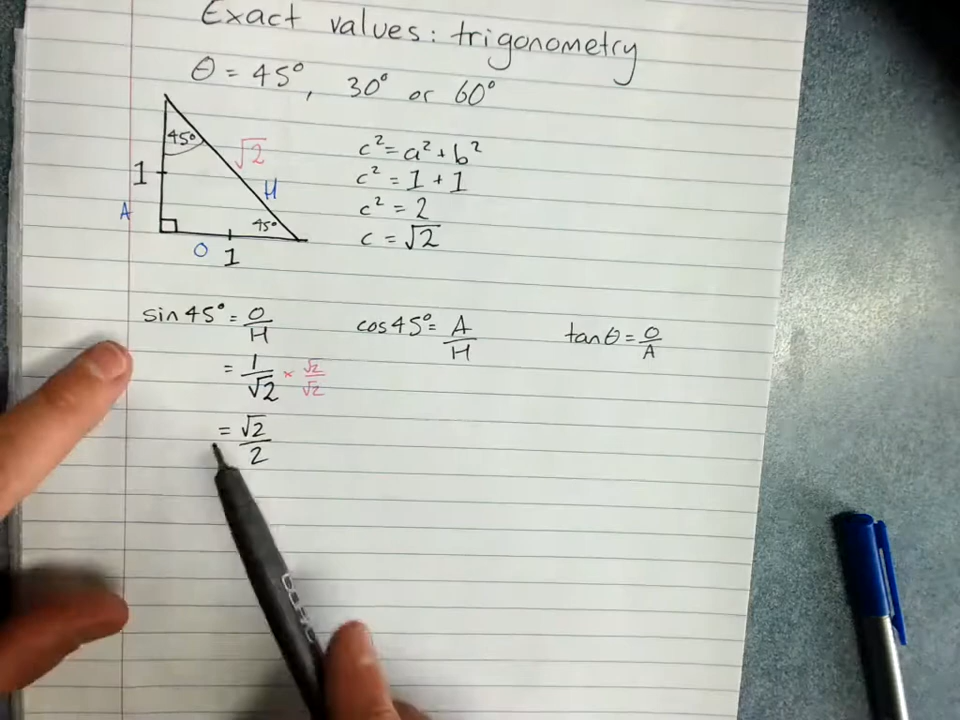 Exact values: trigonometry
θ = 45°, 30° or 60°
45°
√2
1
H
A
45°
O
1
c² = a² + b²
c² = 1 + 1
c² = 2
c = √2
sin 45° = O/H
= 1/√2 × √2/√2
= √2/2
cos 45° = A/H
tan θ = O/A